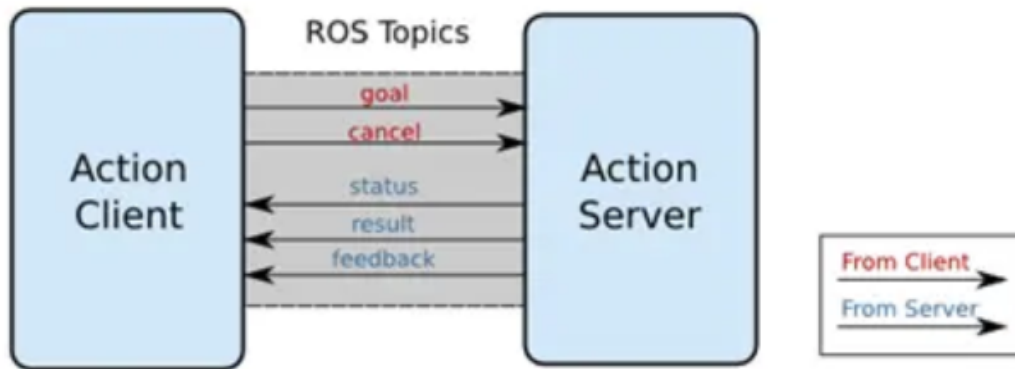 ROS Topics
Action
Client
goal
cancel
status
result
feedback
Action
Server
From Client
From Server